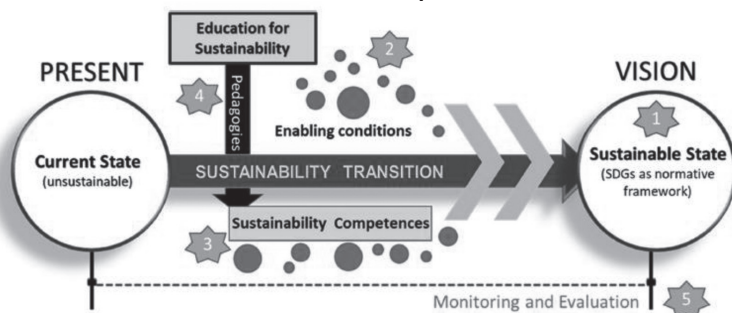 Education for
Sustainability
2
PRESENT
VISION
4
Pedagogies
1
Enabling conditions
Current State
(unsustainable)
SUSTAINABILITY TRANSITION
Sustainable State
(SDGs as normative
framework)
Sustainability Competences
3
Monitoring and Evaluation
5